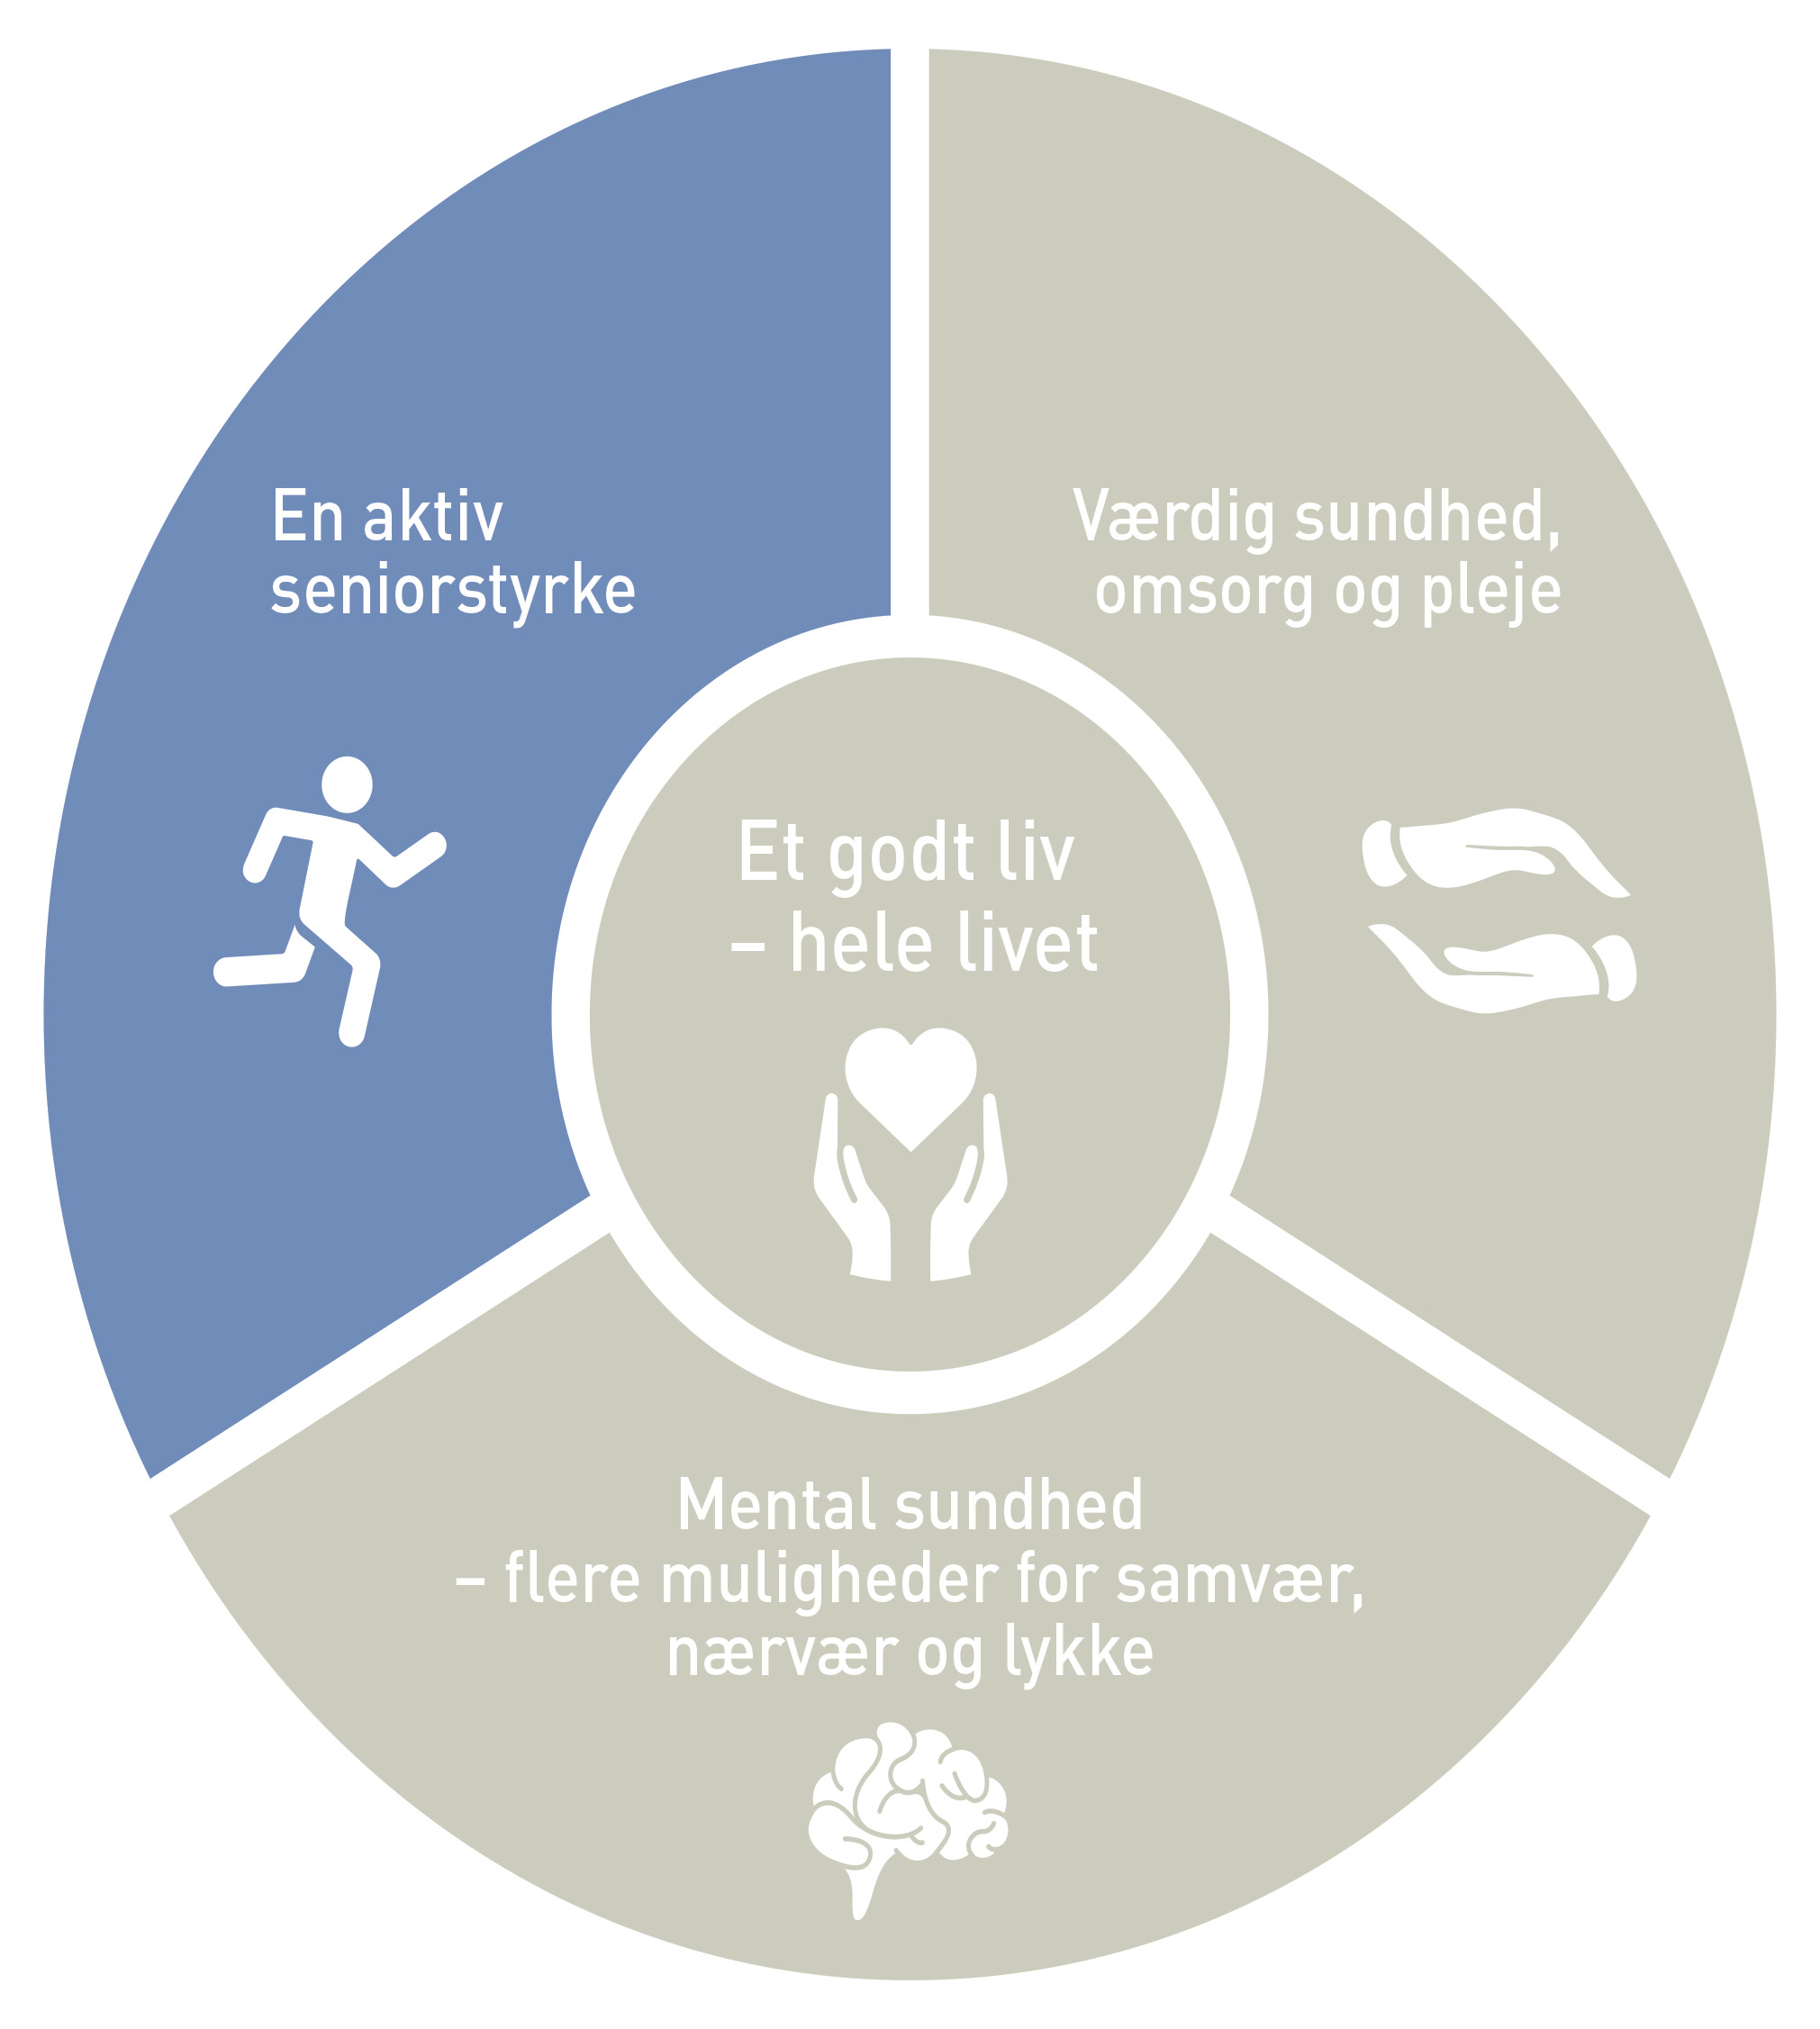 En aktiv
seniorstyrke
Værdig sundhed,
omsorg og pleje
Et godt liv
– hele livet
Mental sundhed
– flere muligheder for samvær,
nærvær og lykke